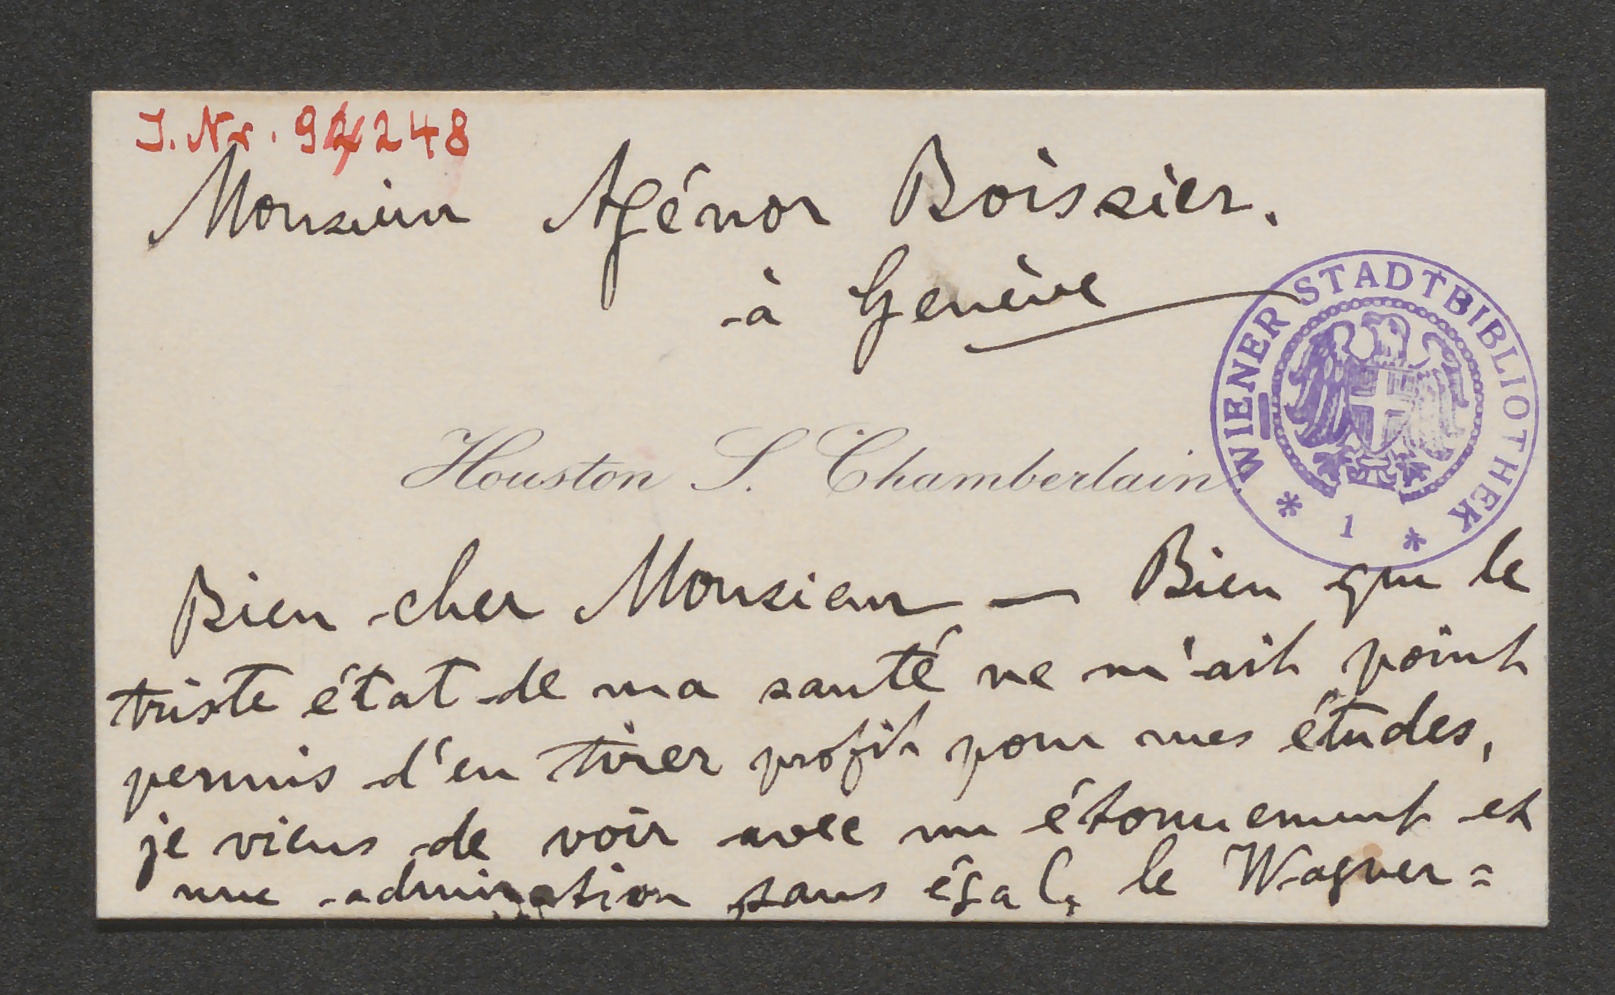 J. Nr. 94248
Monsieur Agénor Boissier.
à Genève
WIENER STADTBIBLIOTHEK
* 1 *
Houston S. Chamberlain
Bien cher Monsieur — Bien que le
triste état de ma santé ne m'ait point
permis d'en tirer profit pour mes études,
je viens de voir avec un étonnement et
une admiration sans égal, le Wagner=